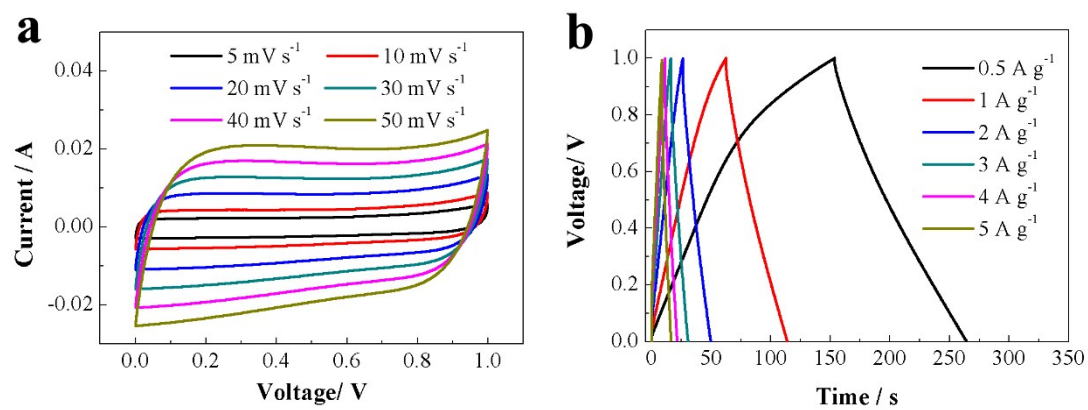 a
5 mV s⁻¹
10 mV s⁻¹
20 mV s⁻¹
30 mV s⁻¹
40 mV s⁻¹
50 mV s⁻¹
0.04
0.02
0.00
-0.02
Current / A
0.0
0.2
0.4
0.6
0.8
1.0
Voltage/ V
b
0.5 A g⁻¹
1 A g⁻¹
2 A g⁻¹
3 A g⁻¹
4 A g⁻¹
5 A g⁻¹
1.0
0.8
0.6
0.4
0.2
0.0
Voltage/ V
0
50
100
150
200
250
300
350
Time / s